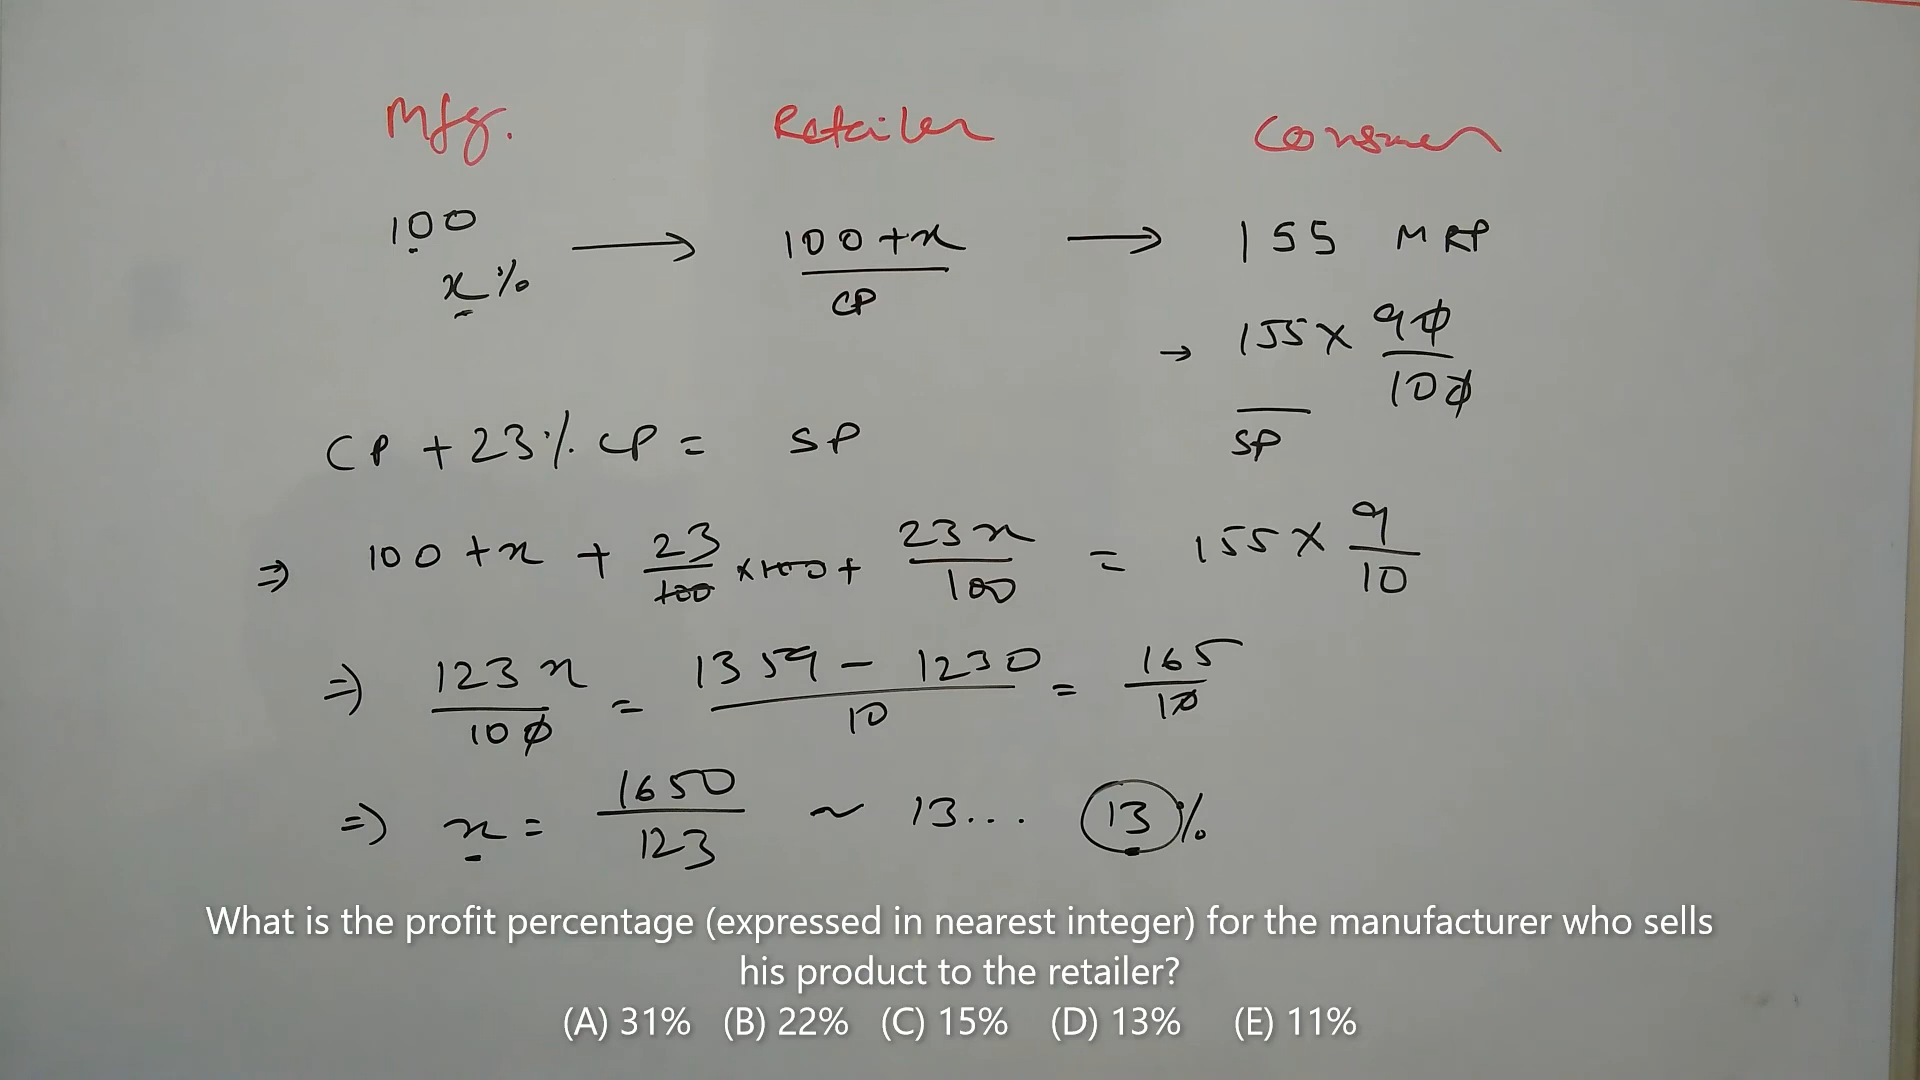 Mfg. Retailer Consumer
100 → 100 + x → 155 MRP
x% CP
→ 155 × 90/100
SP
CP + 23% CP = SP
⇒ 100 + x + 23/100 × 100 + 23x/100 = 155 × 9/10
⇒ 123x/100 = 1359 - 1230/10 = 165/10
⇒ x = 1650/123 ~ 13... 13%
What is the profit percentage (expressed in nearest integer) for the manufacturer who sells
his product to the retailer?
(A) 31% (B) 22% (C) 15% (D) 13% (E) 11%